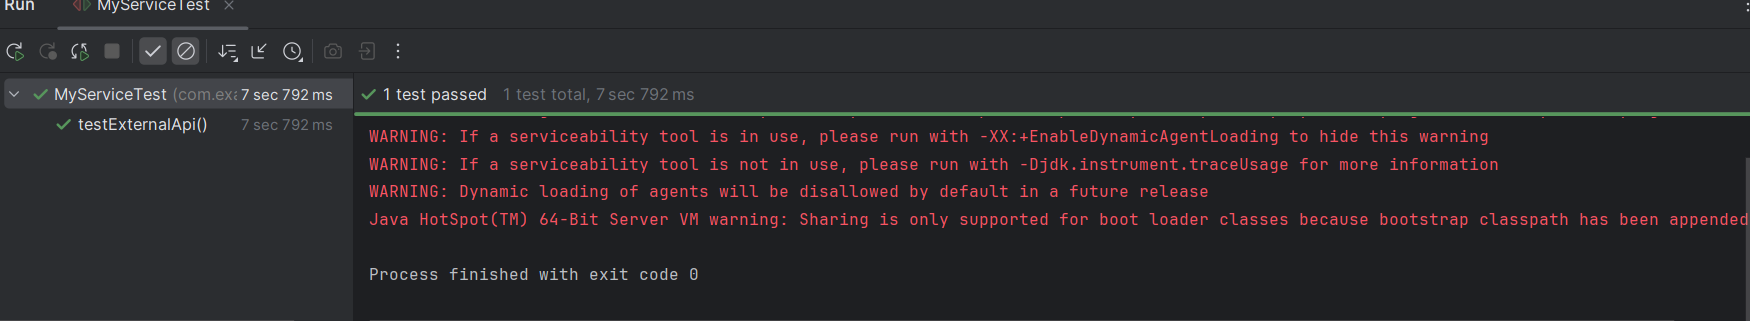 Run MyServiceTest
MyServiceTest (com.exa 7 sec 792 ms
1 test passed 1 test total, 7 sec 792 ms
testExternalApi() 7 sec 792 ms
WARNING: If a serviceability tool is in use, please run with -XX:+EnableDynamicAgentLoading to hide this warning
WARNING: If a serviceability tool is not in use, please run with -Djdk.instrument.traceUsage for more information
WARNING: Dynamic loading of agents will be disallowed by default in a future release
Java HotSpot(TM) 64-Bit Server VM warning: Sharing is only supported for boot loader classes because bootstrap classpath has been appended
Process finished with exit code 0